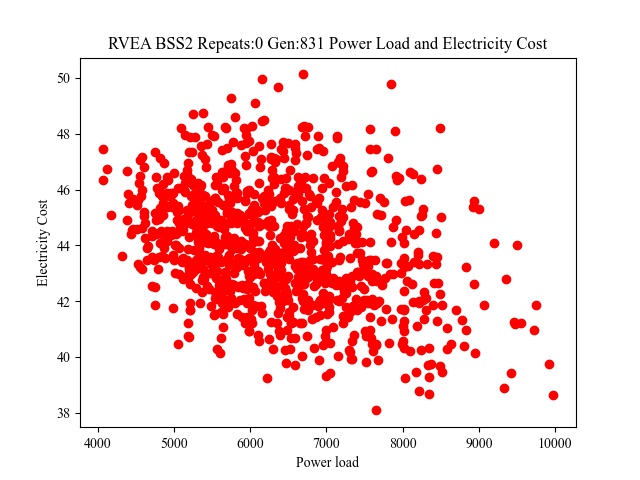 RVEA BSS2 Repeats:0 Gen:831 Power Load and Electricity Cost
50
48
46
44
42
40
38
Electricity Cost
4000 5000 6000 7000 8000 9000 10000
Power load